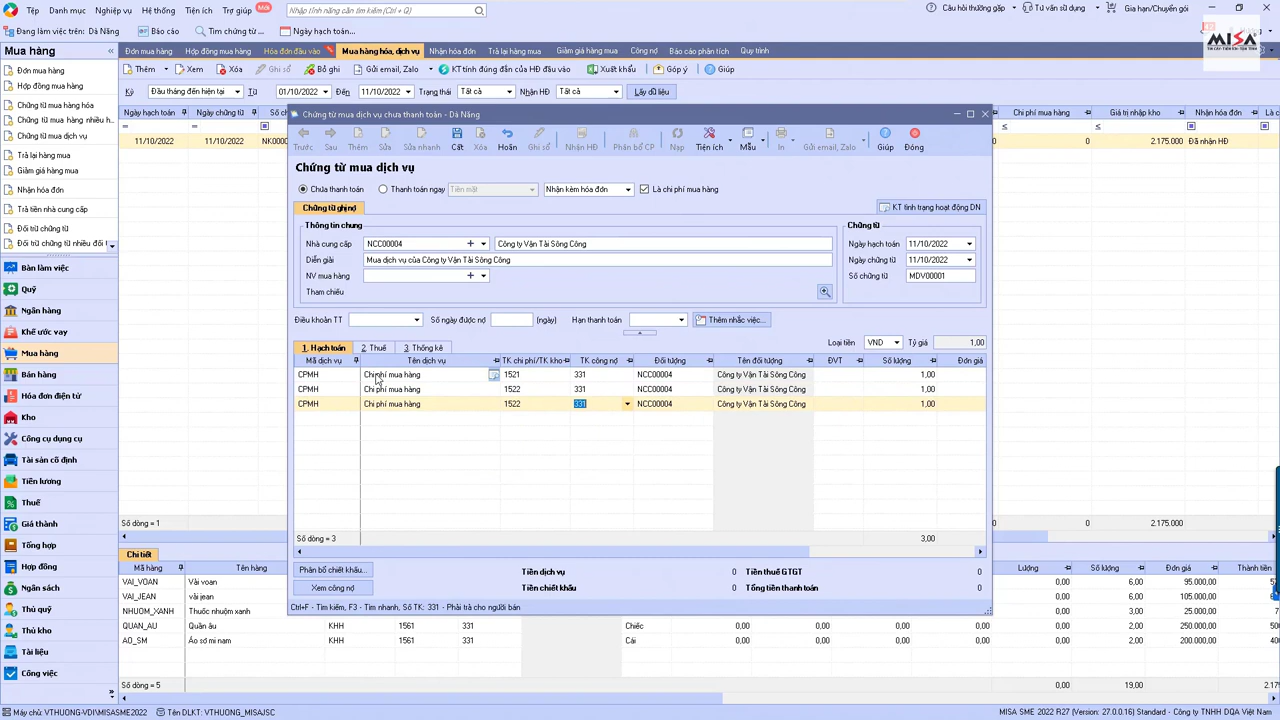 Tệp Danh mục Nghiệp vụ Hệ thống Tiện ích Trợ giúp Mới Nhập tính năng cần tìm kiếm (Ctrl + Q) Câu hỏi thường gặp Tư vấn sử dụng Gia hạn/Chuyển gói
Đang làm việc trên: Đà Nẵng Báo cáo Tìm chứng từ... Ngày hạch toán... MISA
Mua hàng
Đơn mua hàng Hợp đồng mua hàng Hóa đơn đầu vào Mua hàng hóa, dịch vụ Nhận hóa đơn Trả lại hàng mua Giảm giá hàng mua Công nợ Báo cáo phân tích Quy trình
Thêm Xem Xóa Ghi sổ Bỏ ghi Gửi email, Zalo KT tính đúng đắn của HĐ đầu vào Xuất khẩu Góp ý Giúp
Kỳ Đầu tháng đến hiện tại Từ 01/10/2022 Đến 11/10/2022 Trạng thái Tất cả Nhận HĐ Tất cả Lấy dữ liệu
Ngày hạch toán Ngày chứng từ Số c Chi phí mua hàng Giá trị nhập kho Nhận hóa đơn Là c
= = ≤ ≤
11/10/2022 11/10/2022 NK000 0 2.175.000 Đã nhận HĐ
Đơn mua hàng
Hợp đồng mua hàng
Chứng từ mua hàng hóa
Chứng từ mua hàng nhiều h
Chứng từ mua dịch vụ
Trả lại hàng mua
Giảm giá hàng mua
Nhận hóa đơn
Trả tiền nhà cung cấp
Đối trừ chứng từ
Đối trừ chứng từ nhiều đối t
Bàn làm việc
Quỹ
Ngân hàng
Khế ước vay
Mua hàng
Bán hàng
Hóa đơn điện tử
Kho
Công cụ dụng cụ
Tài sản cố định
Tiền lương
Thuế
Giá thành
Tổng hợp
Hợp đồng
Ngân sách
Thủ quỹ
Thủ kho
Tài liệu
Công việc
Chứng từ mua dịch vụ chưa thanh toán - Đà Nẵng
Trước Sau Thêm Sửa Sửa nhanh Cất Xóa Hoãn Ghi sổ Nhận HĐ Phân bổ CP Nạp Tiện ích Mẫu In Gửi email, Zalo Giúp Đóng
Chứng từ mua dịch vụ
Chưa thanh toán Thanh toán ngay Tiền mặt Nhận kèm hóa đơn Là chi phí mua hàng
Chứng từ ghi nợ KT tình trạng hoạt động DN
Thông tin chung Chứng từ
Nhà cung cấp NCC00004 Công ty Vận Tải Sông Công Ngày hạch toán 11/10/2022
Diễn giải Mua dịch vụ của Công ty Vận Tải Sông Công Ngày chứng từ 11/10/2022
NV mua hàng Số chứng từ MDV00001
Tham chiếu
Điều khoản TT Số ngày được nợ (ngày) Hạn thanh toán Thêm nhắc việc...
1. Hạch toán 2. Thuế 3. Thống kê Loại tiền VND Tỷ giá 1,00
Mã dịch vụ Tên dịch vụ TK chi phí/TK kho TK công nợ Đối tượng Tên đối tượng ĐVT Số lượng Đơn giá
CPMH Chi phí mua hàng 1521 331 NCC00004 Công ty Vận Tải Sông Công 1,00
CPMH Chi phí mua hàng 1522 331 NCC00004 Công ty Vận Tải Sông Công 1,00
CPMH Chi phí mua hàng 1522 331 NCC00004 Công ty Vận Tải Sông Công 1,00
Số dòng = 3 3,00
Phân bổ chiết khấu... Tiền dịch vụ 0 Tiền thuế GTGT 0
Xem công nợ Tiền chiết khấu 0 Tổng tiền thanh toán 0
Ctrl+F - Tìm kiếm, F3 - Tìm nhanh, Số TK: 331 - Phải trả cho người bán
Số dòng = 1 0 0 2.175.000
Chi tiết
Mã hàng Tên hàng Lượng Số lượng Đơn giá Thành tiền
VAI_VOAN Vải voan 0,00 6,00 95.000,00
VAI_JEAN vải jean 0,00 6,00 105.000,00
NHUOM_XANH Thuốc nhuộm xanh 0,00 3,00 25.000,00
QUAN_AU Quần âu KHH 1561 331 Chiếc 0,00 0,00 0,00 0,00 2,00 250.000,00
AO_SM Áo sơ mi nam KHH 1561 331 Cái 0,00 0,00 0,00 0,00 2,00 200.000,00
Số dòng = 5 0,00 19,00 2.17
Máy chủ: VTHUONG-VDI\MISASME2022 Tên DLKT: VTHUONG_MISAJSC MISA SME 2022 R27 (Version: 27.0.0.16) Standard - Công ty TNHH DQA Việt Nam